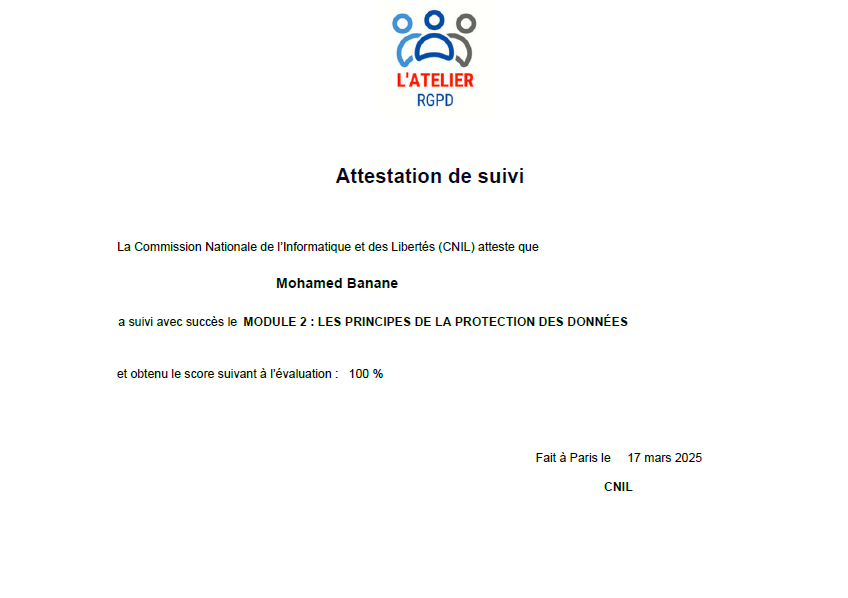 L'ATELIER
RGPD
Attestation de suivi
La Commission Nationale de l'Informatique et des Libertés (CNIL) atteste que
Mohamed Banane
a suivi avec succès le MODULE 2 : LES PRINCIPES DE LA PROTECTION DES DONNÉES
et obtenu le score suivant à l'évaluation : 100 %
Fait à Paris le 17 mars 2025
CNIL